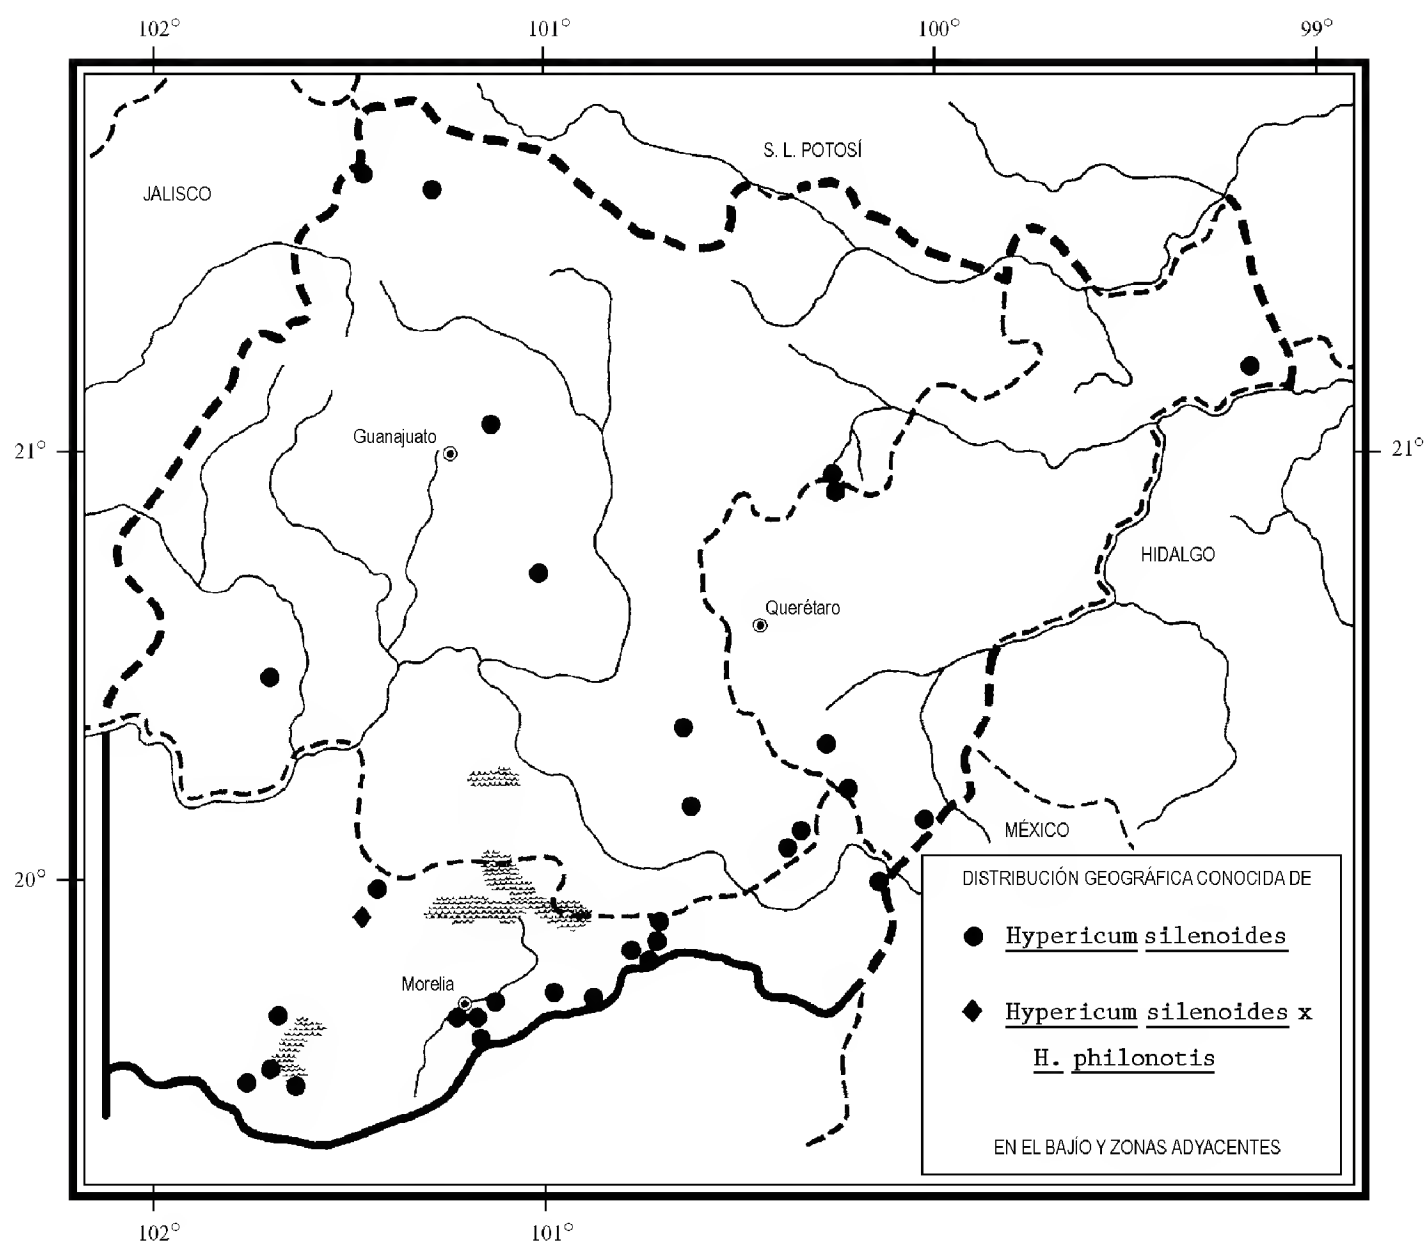 102° 101° 100° 99°
S. L. POTOSÍ
JALISCO
Guanajuato
21° 21°
HIDALGO
Querétaro
MÉXICO
20°
DISTRIBUCIÓN GEOGRÁFICA CONOCIDA DE
Hypericum silenoides
Morelia
Hypericum silenoides x
H. philonotis
EN EL BAJÍO Y ZONAS ADYACENTES
102° 101°